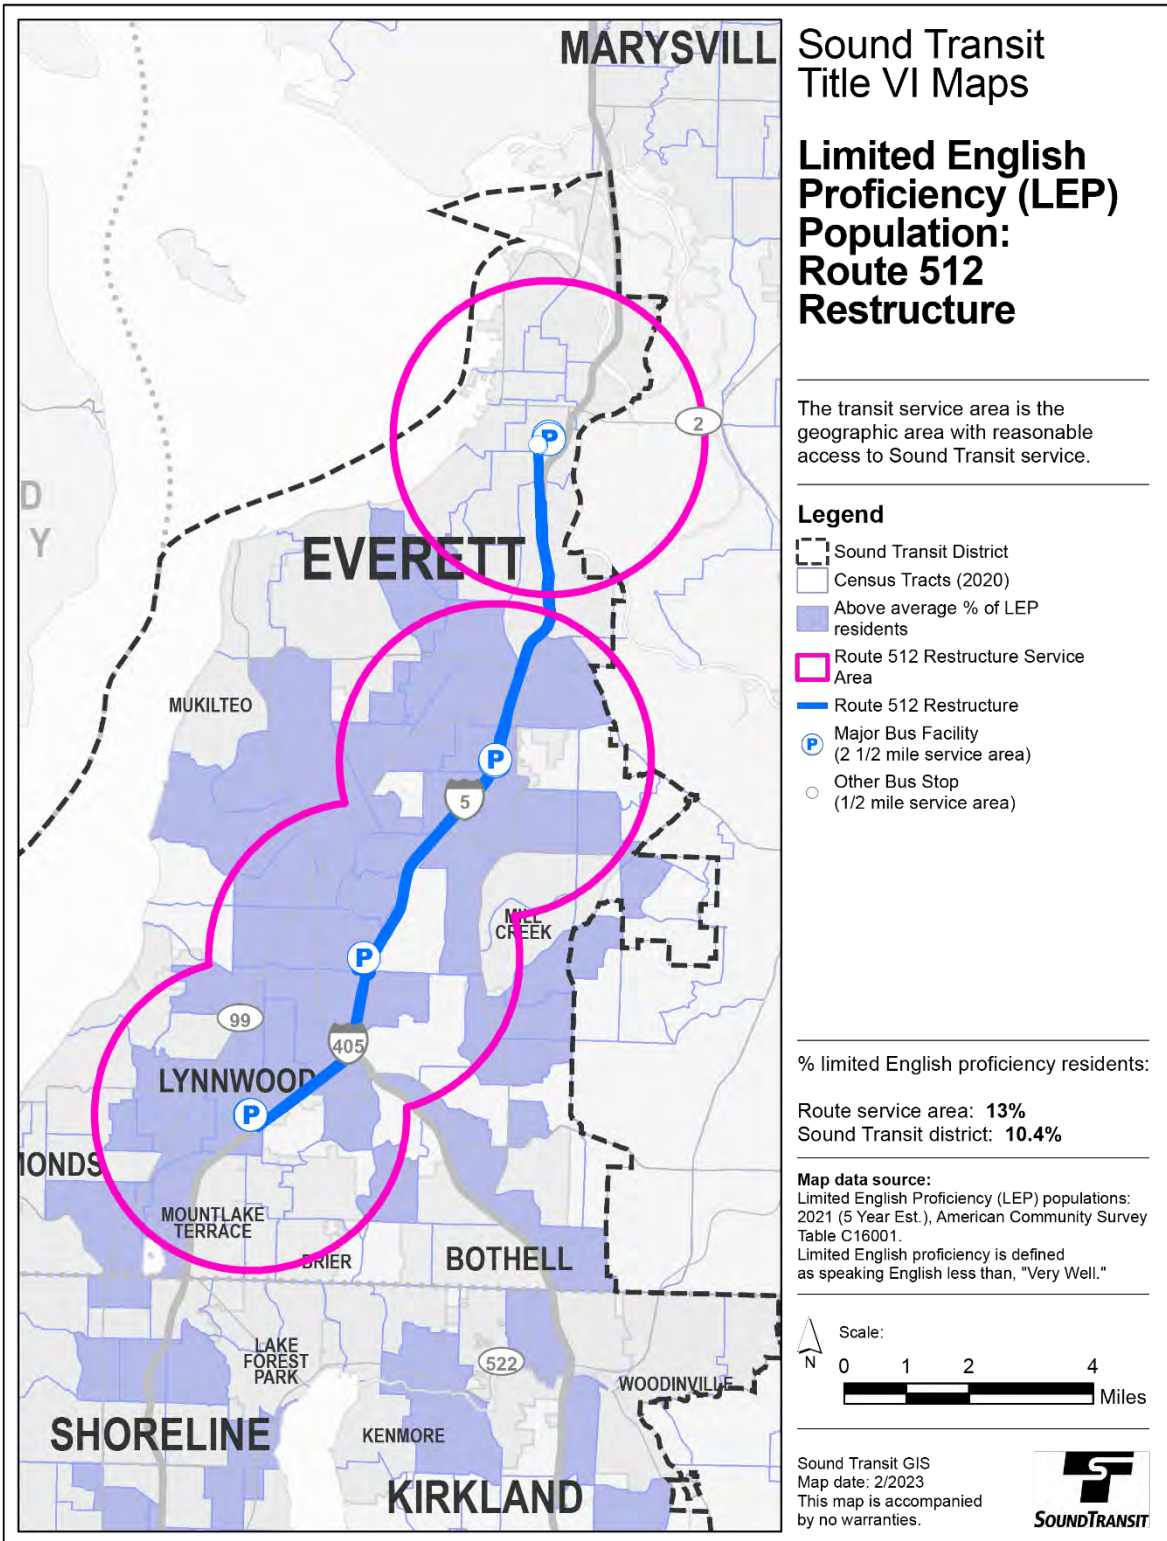 MARYSVILL
D
Y
2
P
EVERETT
MUKILTEO
P
5
MILL
CREEK
P
99
405
LYNNWOOD
P
MONDS
MOUNTLAKE
TERRACE
BRIER
BOTHELL
LAKE
FOREST
PARK
522
WOODINVILLE
SHORELINE
KENMORE
KIRKLAND
Sound Transit
Title VI Maps
Limited English
Proficiency (LEP)
Population:
Route 512
Restructure
The transit service area is the
geographic area with reasonable
access to Sound Transit service.
Legend
Sound Transit District
Census Tracts (2020)
Above average % of LEP
residents
Route 512 Restructure Service
Area
Route 512 Restructure
P
Major Bus Facility
(2 1/2 mile service area)
Other Bus Stop
(1/2 mile service area)
% limited English proficiency residents:
Route service area: 13%
Sound Transit district: 10.4%
Map data source:
Limited English Proficiency (LEP) populations:
2021 (5 Year Est.), American Community Survey
Table C16001.
Limited English proficiency is defined
as speaking English less than, "Very Well."
N
Scale:
0 1 2 4
Miles
Sound Transit GIS
Map date: 2/2023
This map is accompanied
by no warranties.
SOUNDTRANSIT